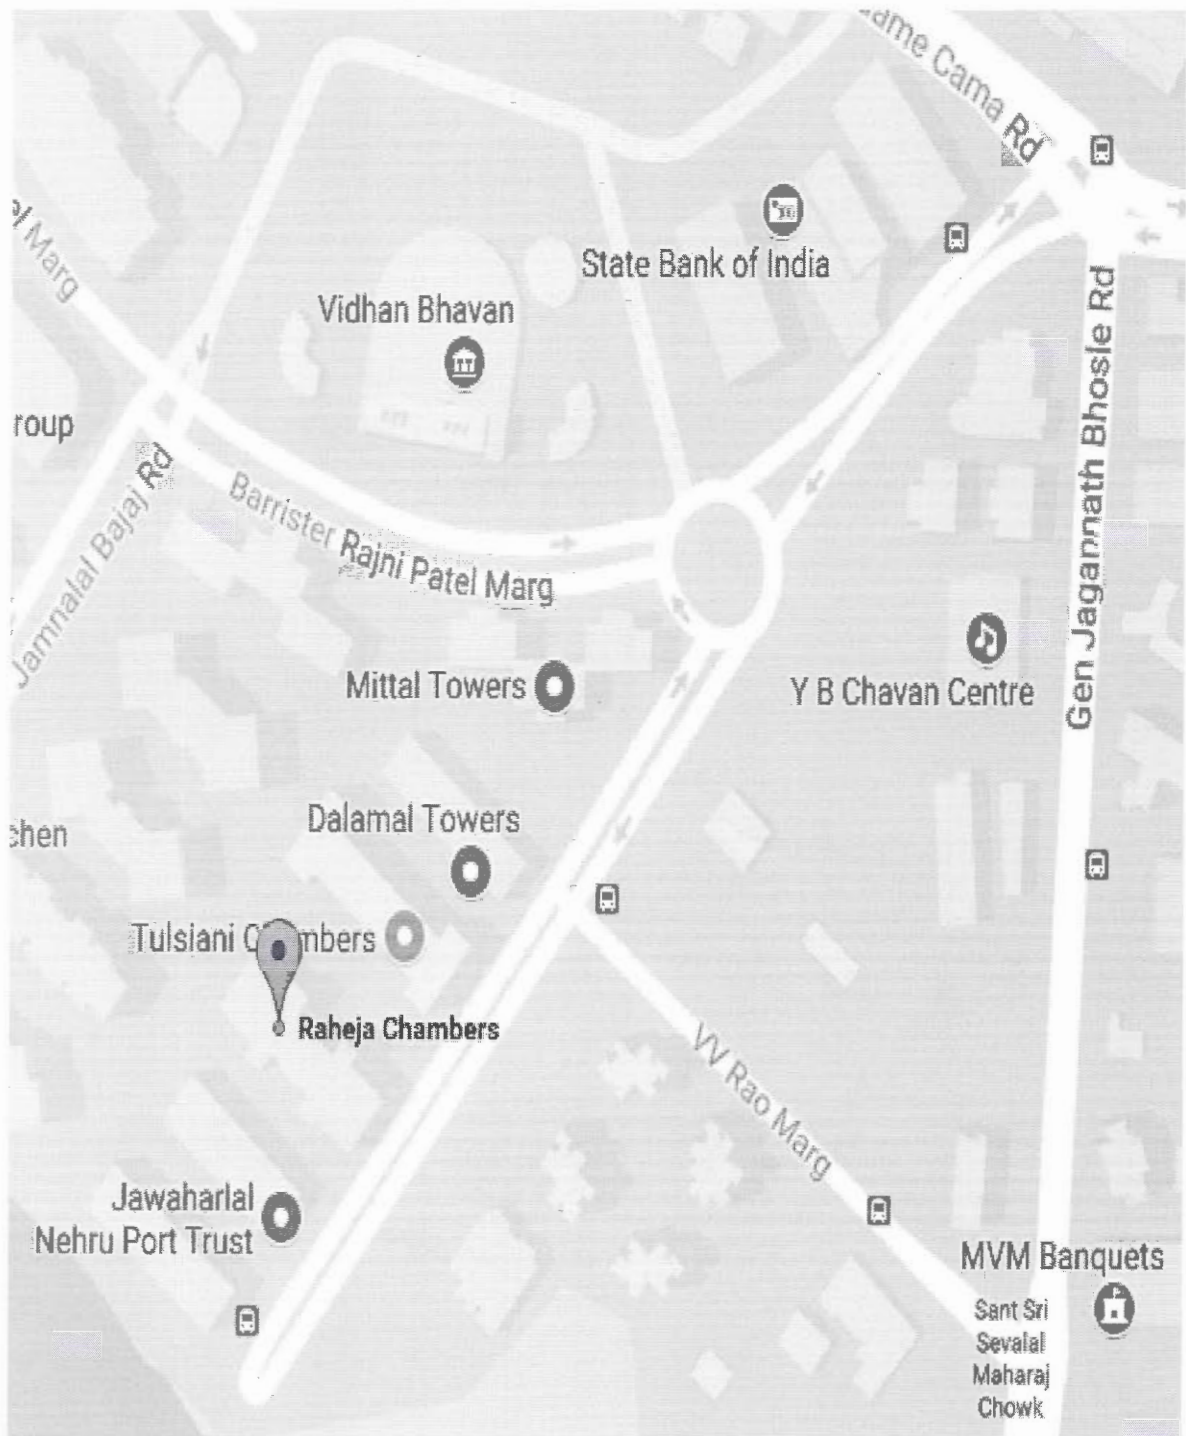 ame Cama Rd
State Bank of India
Marg
Vidhan Bhavan
Gen Jagannath Bhosle Rd
roup
Jamnalal Bajaj Rd
Barrister Rajni Patel Marg
Mittal Towers
Y B Chavan Centre
Dalamal Towers
chen
Tulsiani C mbers
Raheja Chambers
VV Rao Marg
Jawaharlal
Nehru Port Trust
MVM Banquets
Sant Sri
Sevalal
Maharaj
Chowk